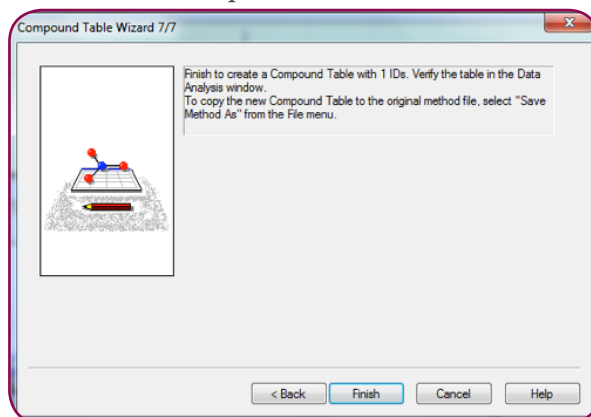 Compound Table Wizard 7/7
Finish to create a Compound Table with 1 IDs. Verify the table in the Data
Analysis window.
To copy the new Compound Table to the original method file, select "Save
Method As" from the File menu.
< Back Finish Cancel Help